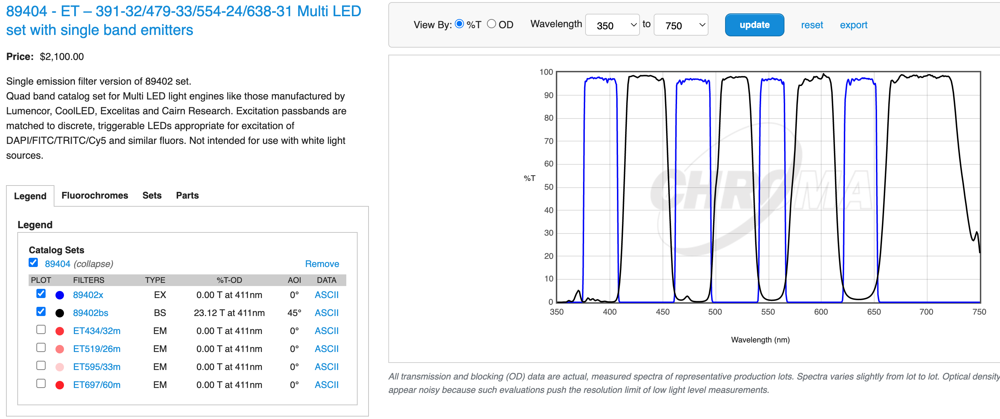 89404 - ET – 391-32/479-33/554-24/638-31 Multi LED
set with single band emitters
Price: $2,100.00
Single emission filter version of 89402 set.
Quad band catalog set for Multi LED light engines like those manufactured by
Lumencor, CoolLED, Excelitas and Cairn Research. Excitation passbands are
matched to discrete, triggerable LEDs appropriate for excitation of
DAPI/FITC/TRITC/Cy5 and similar fluors. Not intended for use with white light
sources.
Legend Fluorochromes Sets Parts
Legend
Catalog Sets
89404 (collapse) Remove
PLOT FILTERS TYPE %T-OD AOI DATA
89402x EX 0.00 T at 411nm 0° ASCII
89402bs BS 23.12 T at 411nm 45° ASCII
ET434/32m EM 0.00 T at 411nm 0° ASCII
ET519/26m EM 0.00 T at 411nm 0° ASCII
ET595/33m EM 0.00 T at 411nm 0° ASCII
ET697/60m EM 0.00 T at 411nm 0° ASCII
View By: %T OD Wavelength 350 to 750 update reset export
100
90
80
70
60
50
40
30
20
10
0
%T
CHROMA
350 400 450 500 550 600 650 700 750
Wavelength (nm)
All transmission and blocking (OD) data are actual, measured spectra of representative production lots. Spectra varies slightly from lot to lot. Optical density
appear noisy because such evaluations push the resolution limit of low light level measurements.